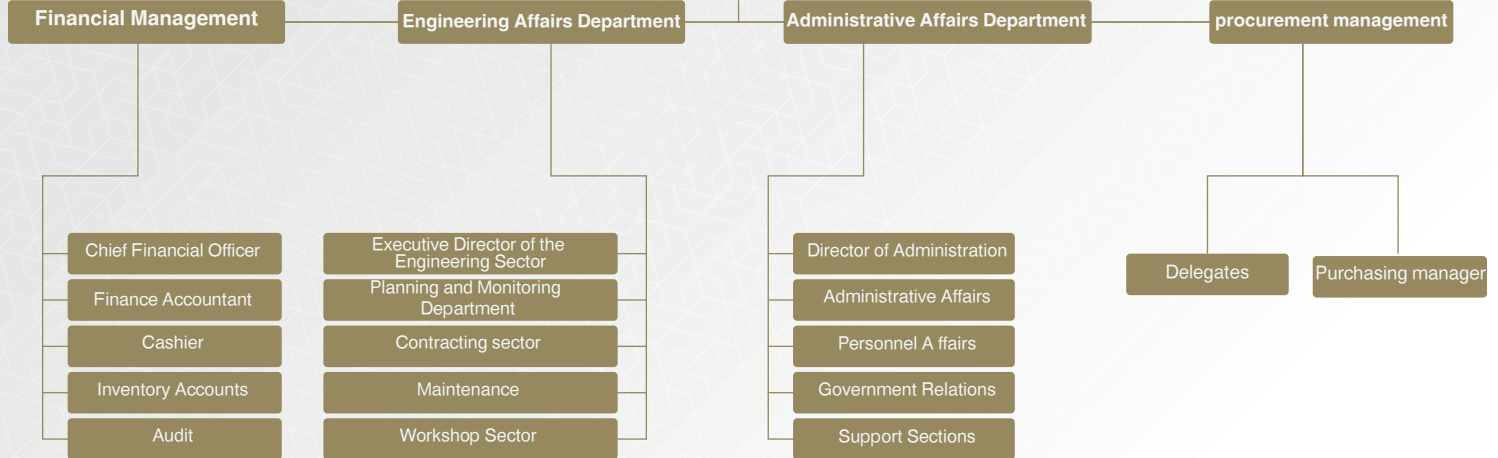 Financial Management
Engineering Affairs Department
Administrative Affairs Department
procurement management
Chief Financial Officer
Finance Accountant
Cashier
Inventory Accounts
Audit
Executive Director of the
Engineering Sector
Planning and Monitoring
Department
Contracting sector
Maintenance
Workshop Sector
Director of Administration
Administrative Affairs
Personnel A ffairs
Government Relations
Support Sections
Delegates
Purchasing manager